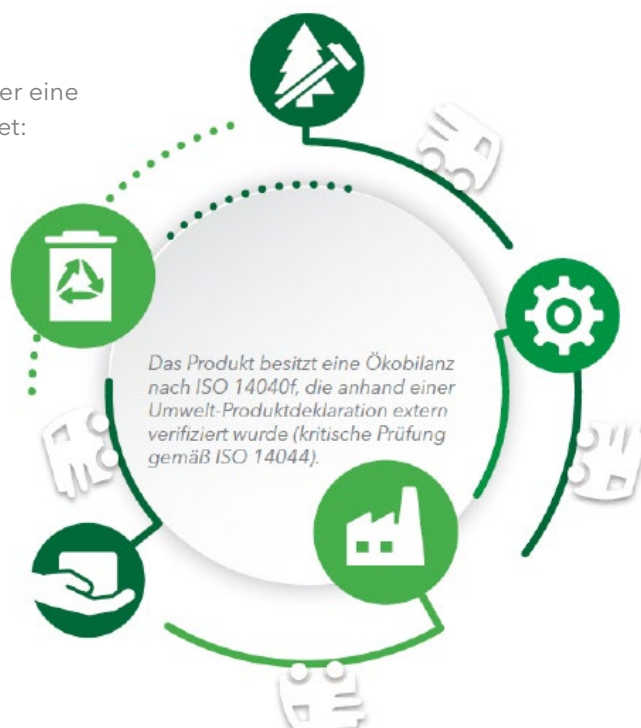 er eine
et:
Das Produkt besitzt eine Ökobilanz
nach ISO 14040f, die anhand einer
Umwelt-Produktdeklaration extern
verifiziert wurde (kritische Prüfung
gemäß ISO 14044).